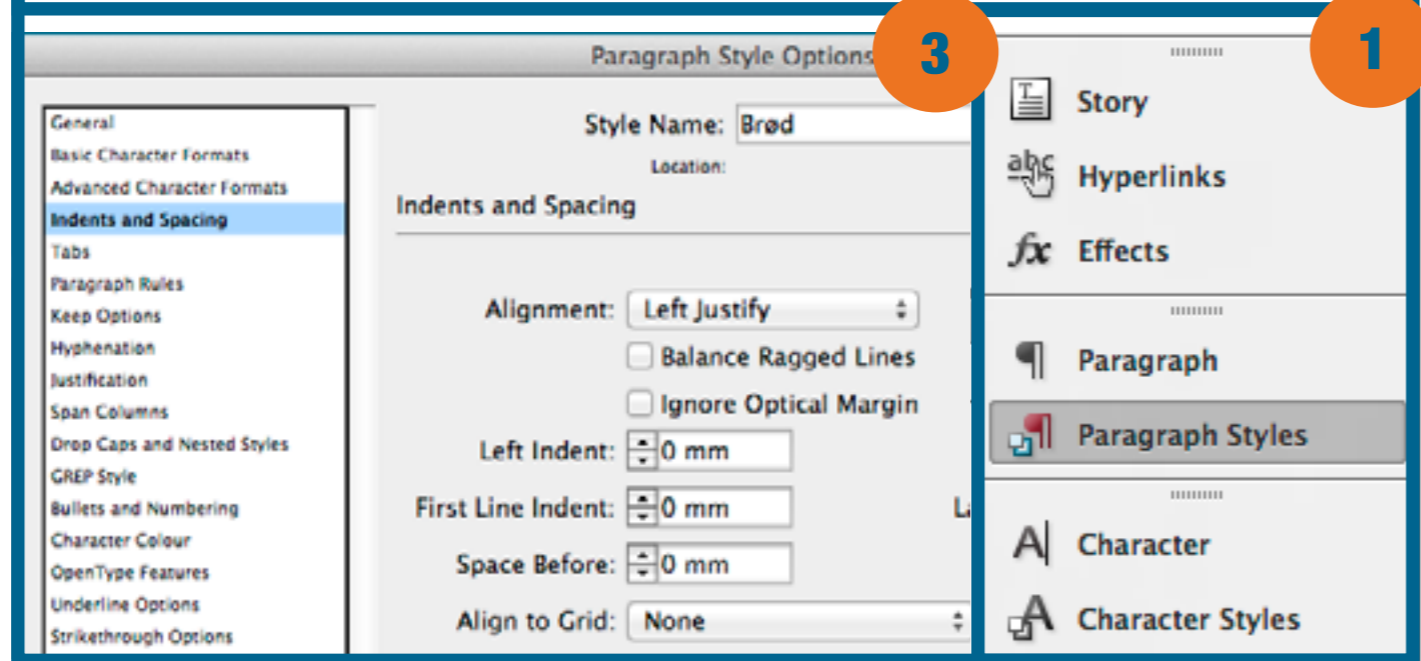 3
Paragraph Style Options
General
Basic Character Formats
Advanced Character Formats
Indents and Spacing
Tabs
Paragraph Rules
Keep Options
Hyphenation
Justification
Span Columns
Drop Caps and Nested Styles
GREP Style
Bullets and Numbering
Character Colour
OpenType Features
Underline Options
Strikethrough Options
Style Name: Brød
Location:
Indents and Spacing
Alignment: Left Justify
Balance Ragged Lines
Ignore Optical Margin
Left Indent: 0 mm
First Line Indent: 0 mm
La
Space Before: 0 mm
Align to Grid: None
1
Story
Hyperlinks
fx Effects
Paragraph
Paragraph Styles
Character
Character Styles